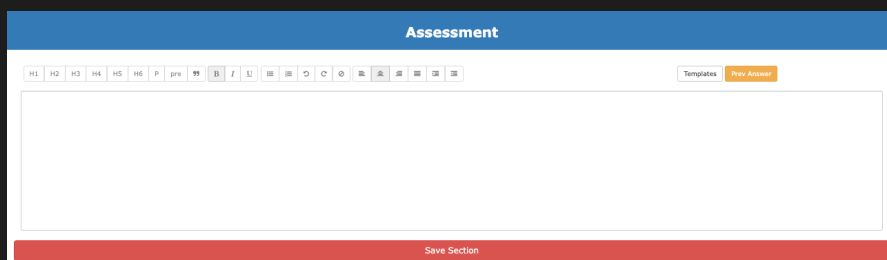 Assessment
H1 H2 H3 H4 H5 H6 P pre ❞ B I U Templates Prev Answer
Save Section